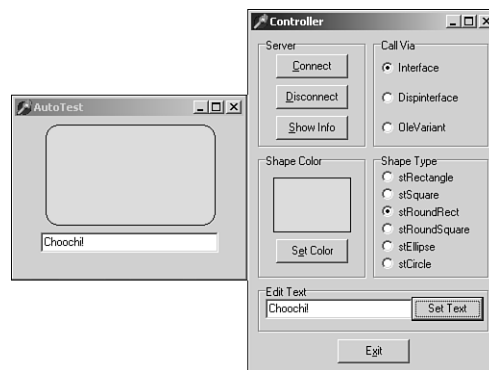 AutoTest
Choochi!
Controller
Server
Connect
Disconnect
Show Info
Call Via
Interface
Dispinterface
OleVariant
Shape Color
Set Color
Shape Type
stRectangle
stSquare
stRoundRect
stRoundSquare
stEllipse
stCircle
Edit Text
Choochi!
Set Text
Exit